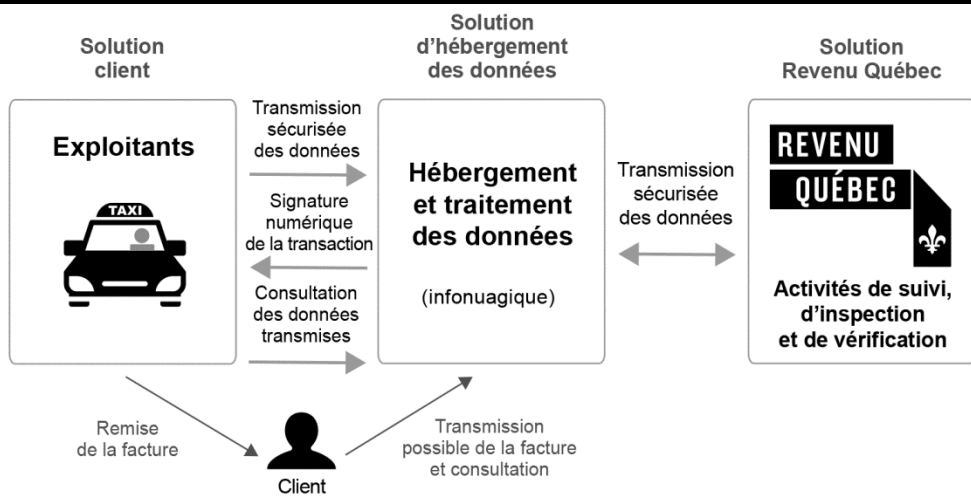 Solution
client
Solution
d'hébergement
des données
Solution
Revenu Québec
Exploitants
TAXI
Transmission
sécurisée
des données
Signature
numérique
de la transaction
Consultation
des données
transmises
Hébergement
et traitement
des données
(infonuagique)
Transmission
sécurisée
des données
REVENU
QUÉBEC
Activités de suivi,
d'inspection
et de vérification
Remise
de la facture
Client
Transmission
possible de la facture
et consultation